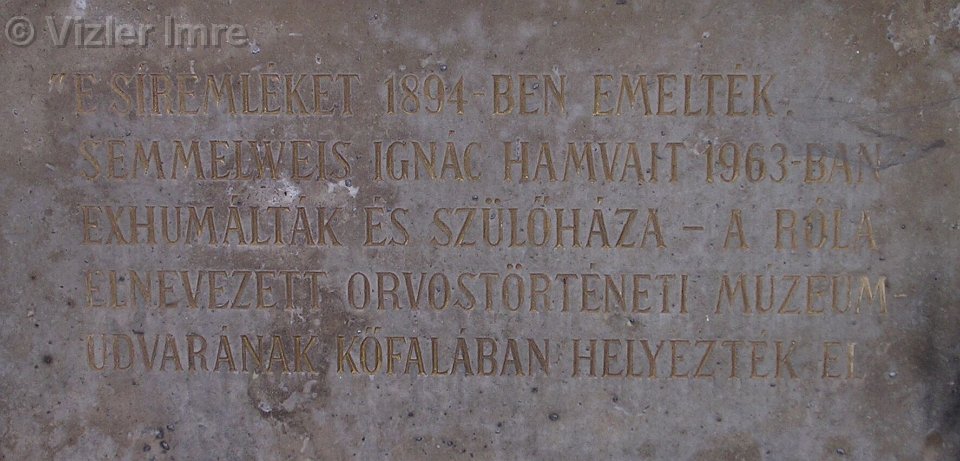 © Vizler Imre.
"E SÍREMLÉKET 1894-BEN EMELTÉK.
SEMMELWEIS IGNÁC HAMVAIT 1963-BAN
EXHUMÁLTÁK ÉS SZÜLŐHÁZA - A RÓLA
ELNEVEZETT ORVOSTÖRTÉNETI MÚZEUM-
UDVARÁNAK KŐFALÁBAN HELYEZTÉK EL